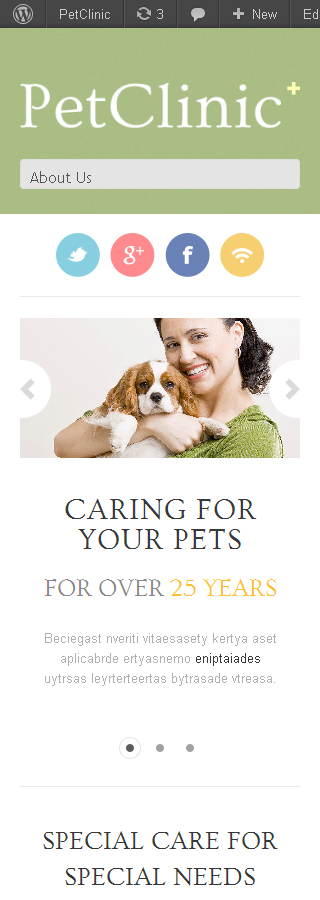 PetClinic 3 New Ed
PetClinic+
About Us
g+ f
CARING FOR
YOUR PETS
FOR OVER 25 YEARS
Beciegast nveriti vitaesasety kertya aset
aplicabrde ertyasnemo eniptaiades
uytrsas leyrterteertas bytrasade vtreasa.
SPECIAL CARE FOR
SPECIAL NEEDS